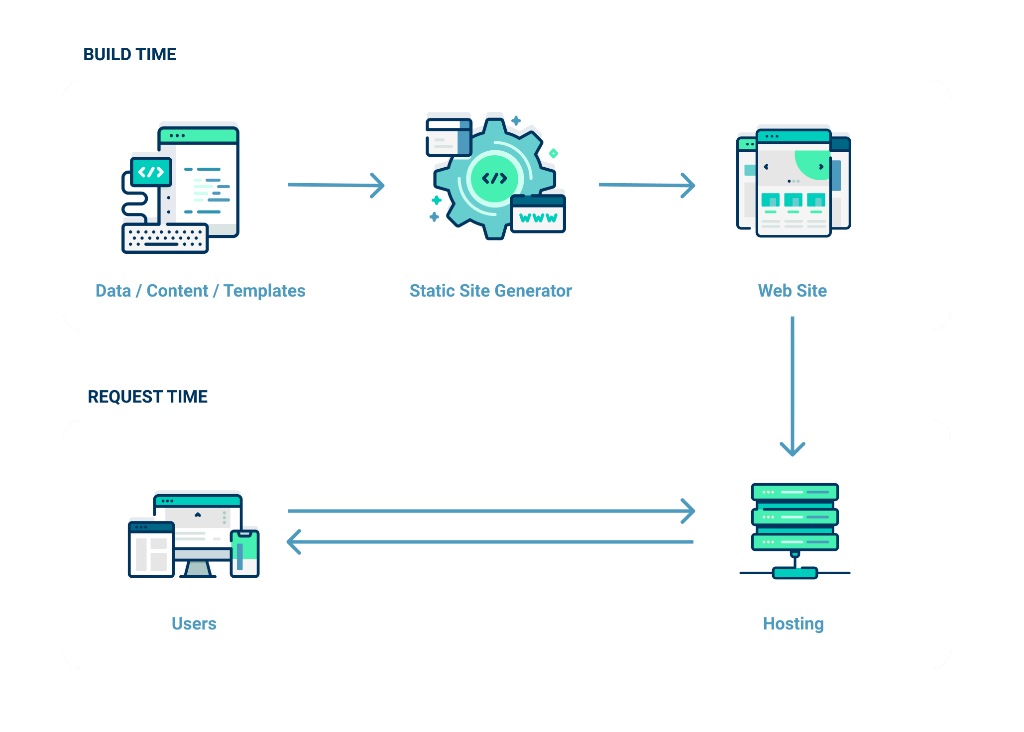 BUILD TIME
</>
</>
www
Data / Content / Templates
Static Site Generator
Web Site
REQUEST TIME
Users
Hosting